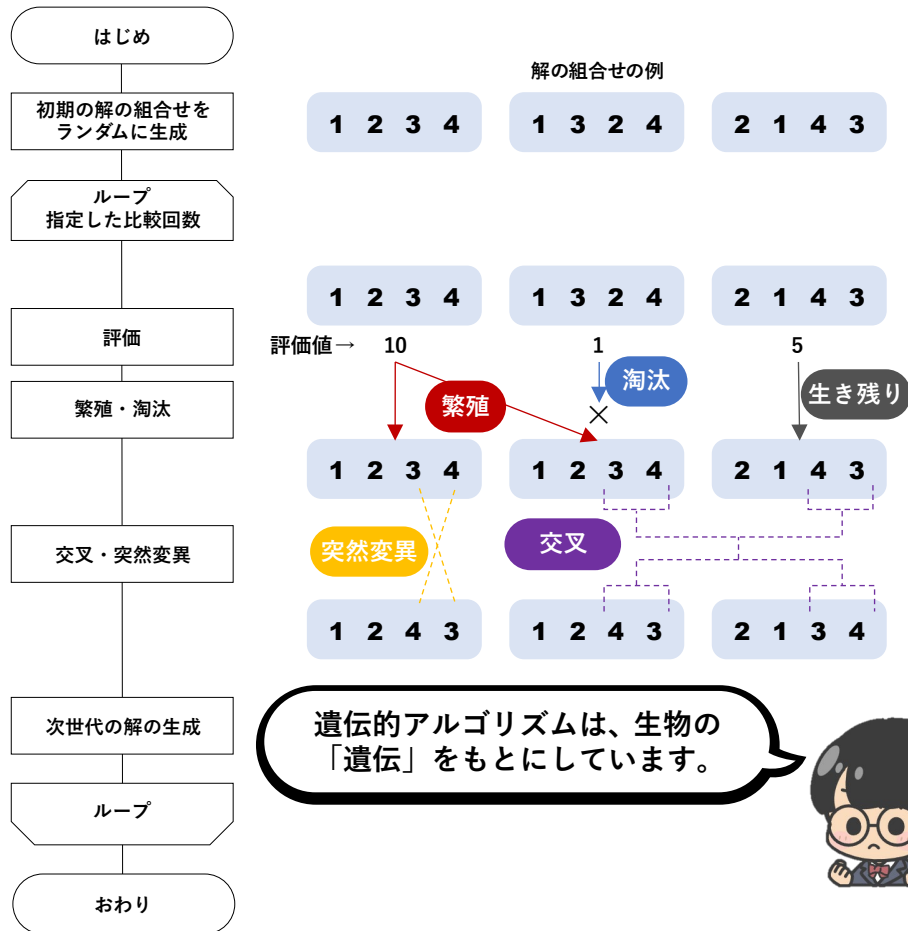 はじめ
解の組合せの例
初期の解の組合せを
ランダムに生成
1 2 3 4
1 3 2 4
2 1 4 3
ループ
指定した比較回数
1 2 3 4
1 3 2 4
2 1 4 3
評価
評価値→
10
1
5
繁殖・淘汰
繁殖
淘汰
×
生き残り
1 2 3 4
1 2 3 4
2 1 4 3
交叉・突然変異
突然変異
交叉
1 2 4 3
1 2 4 3
2 1 3 4
次世代の解の生成
遺伝的アルゴリズムは、生物の
「遺伝」をもとにしています。
ループ
おわり